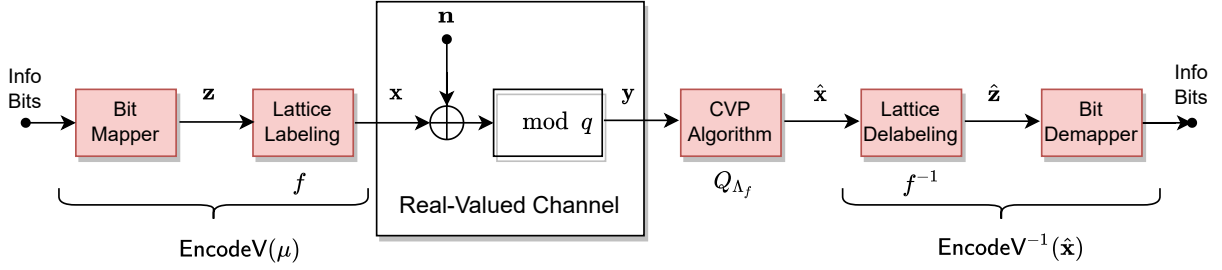 Info
Bits
Bit
Mapper
z
Lattice
Labeling
f
x
n
mod q
y
Real-Valued Channel
CVP
Algorithm
Q_{Λ_f}
x̂
Lattice
Delabeling
f⁻¹
ẑ
Bit
Demapper
Info
Bits
EncodeV(μ)
EncodeV⁻¹(x̂)